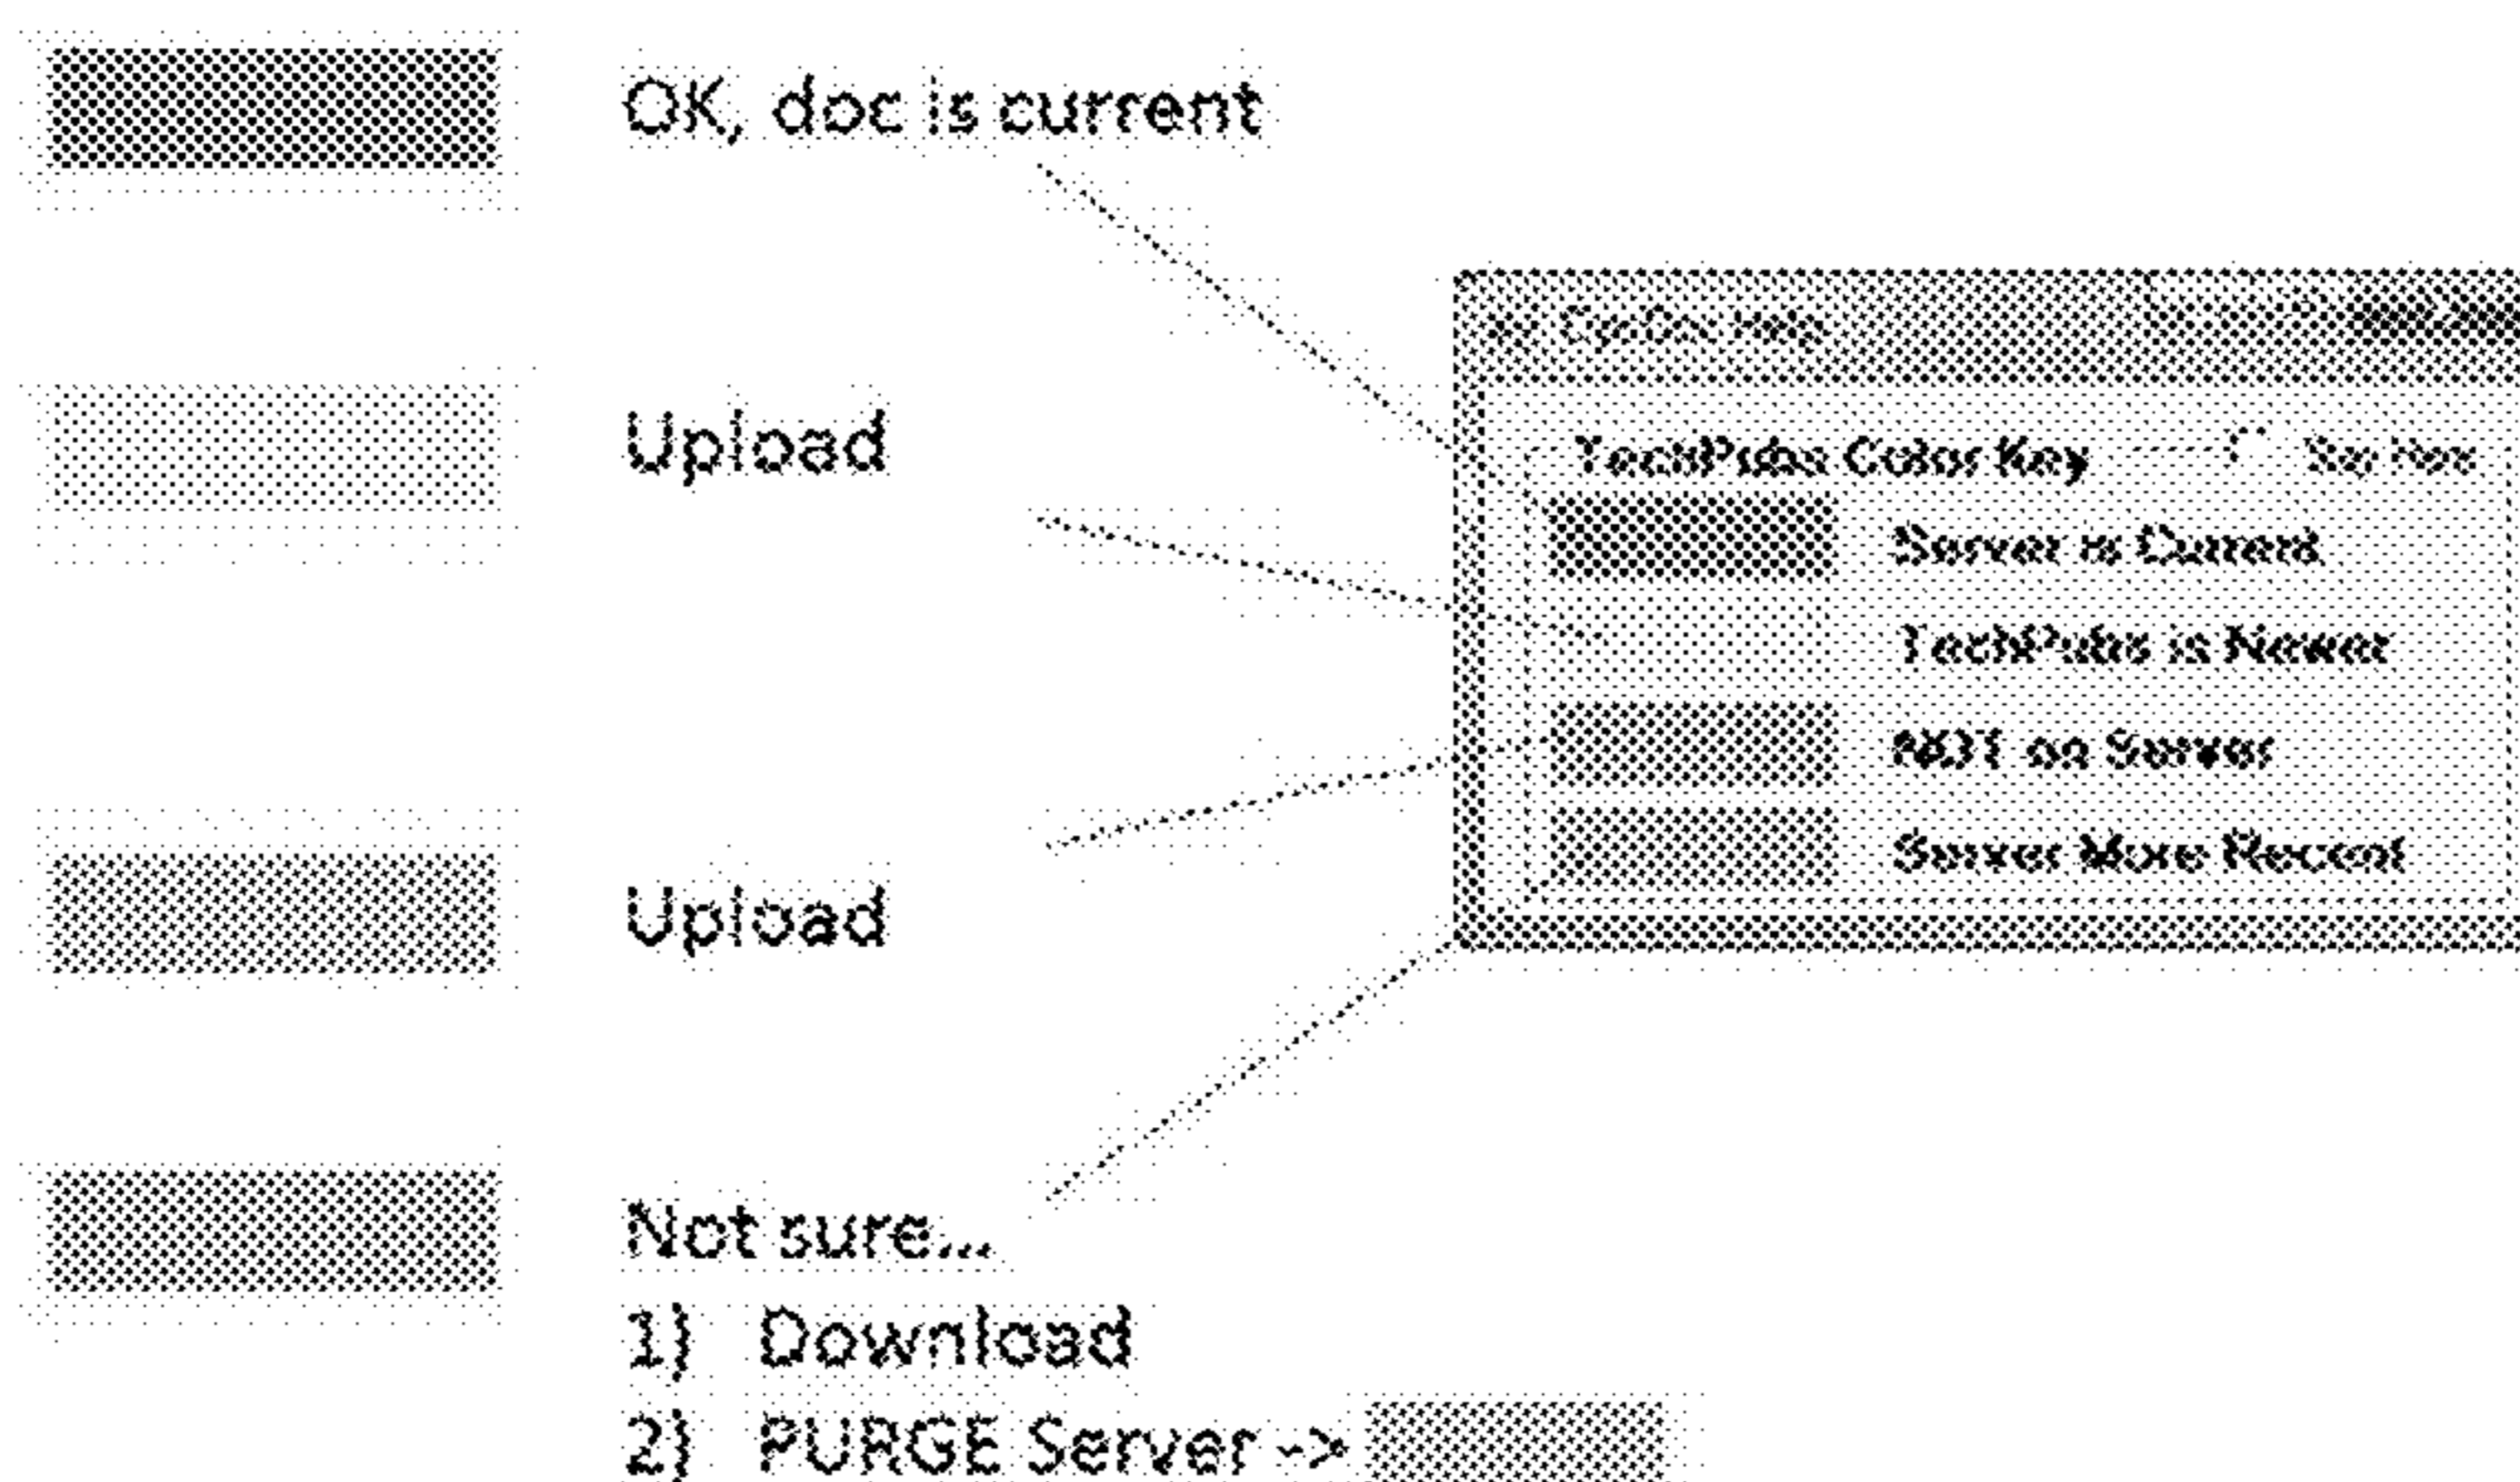 OK, doc is current
Upload
Upload
Not sure...
1) Download
2) PURGE Server ->
Help
TechPubs Color Key
Server is Current
TechPubs is Newer
NOT on Server
Server More Recent